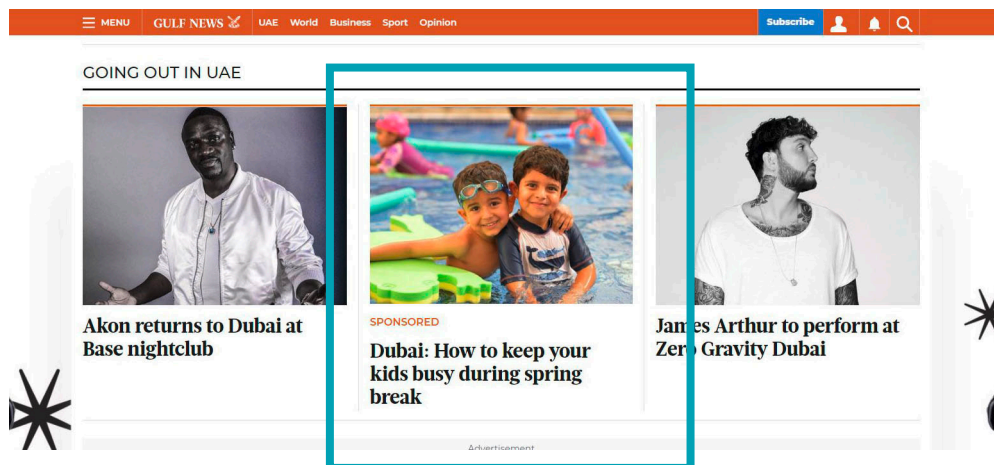 MENU GULF NEWS UAE World Business Sport Opinion Subscribe
GOING OUT IN UAE
Akon returns to Dubai at
Base nightclub
SPONSORED
Dubai: How to keep your
kids busy during spring
break
James Arthur to perform at
Zero Gravity Dubai
Advertisement